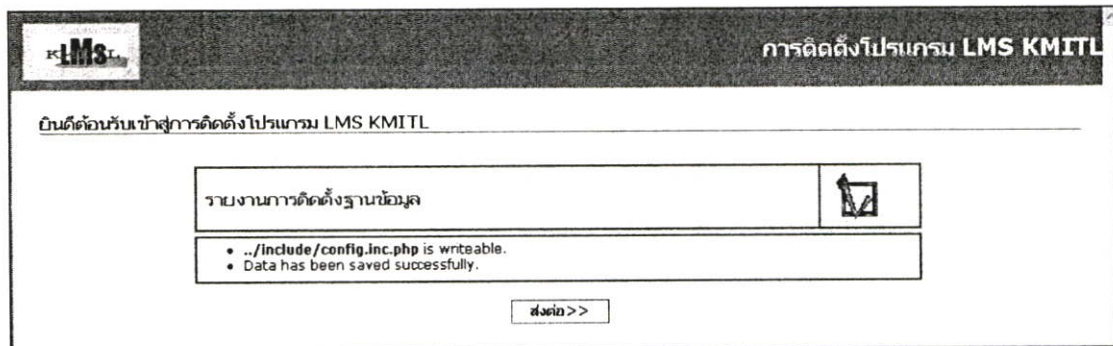 KLMSL
การติดตั้งโปรแกรม LMS KMITL
ยินดีต้อนรับเข้าสู่การติดตั้งโปรแกรม LMS KMITL
รายงานการติดตั้งฐานข้อมูล
• ../include/config.inc.php is writeable.
• Data has been saved successfully.
ส่งต่อ>>